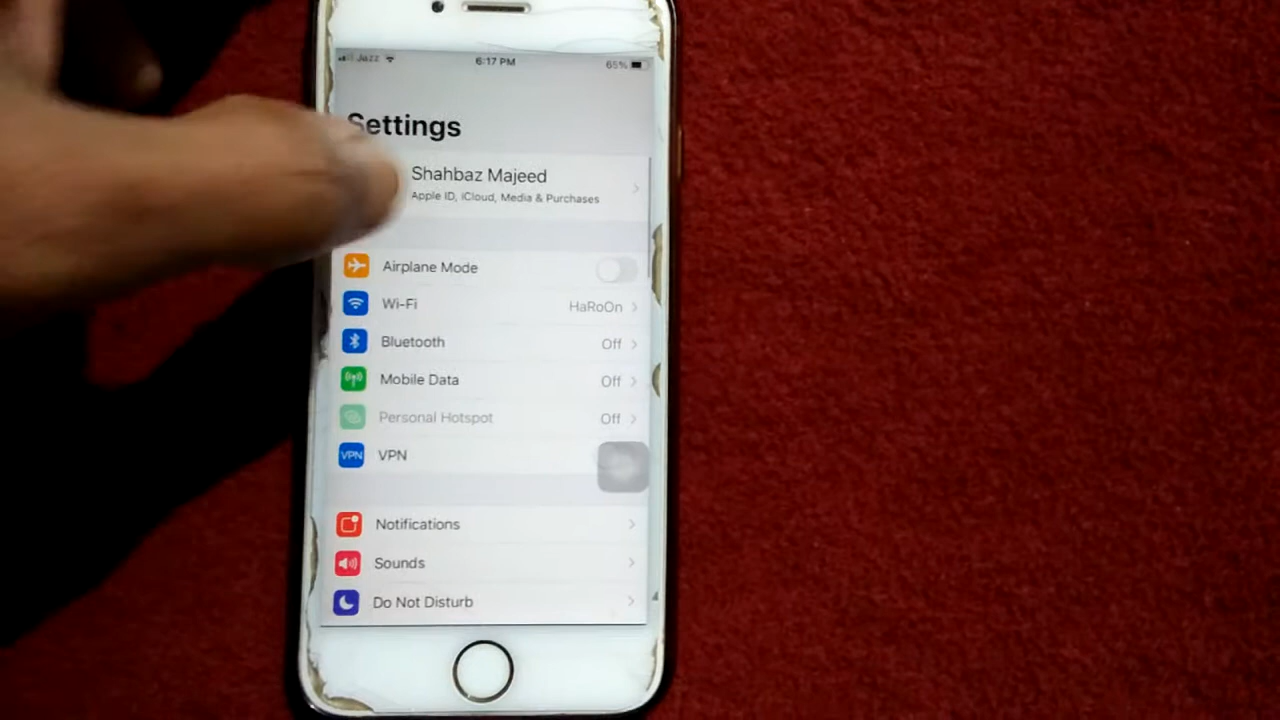 Jazz 6:17 PM 65%
Settings
Shahbaz Majeed
Apple ID, iCloud, Media & Purchases
Airplane Mode
Wi-Fi HaRoOn
Bluetooth Off
Mobile Data Off
Personal Hotspot Off
VPN VPN
Notifications
Sounds
Do Not Disturb